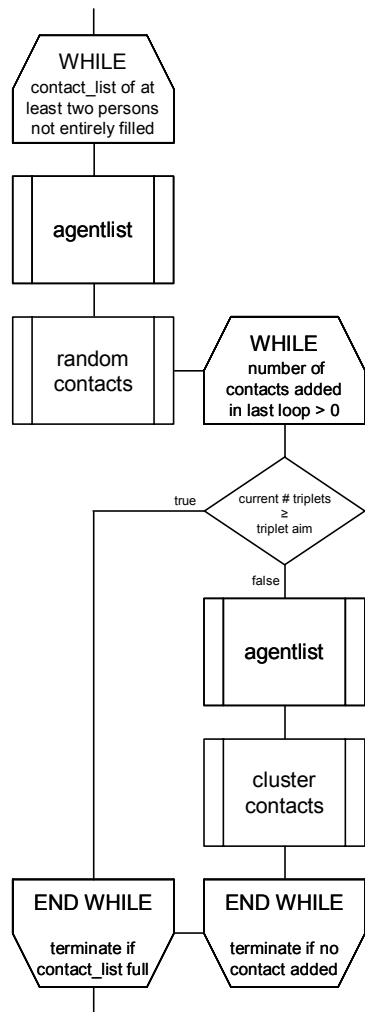 WHILE
contact_list of at
least two persons
not entirely filled
agentlist
random
contacts
WHILE
number of
contacts added
in last loop > 0
true
current # triplets
≥
triplet aim
false
agentlist
cluster
contacts
END WHILE
terminate if
contact_list full
END WHILE
terminate if no
contact added